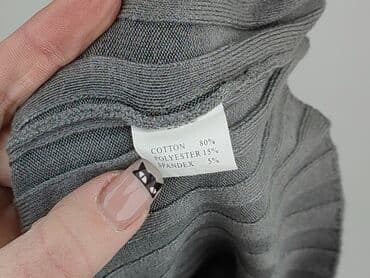 COTTON 80%
POLYESTER 15%
SPANDEX 5%